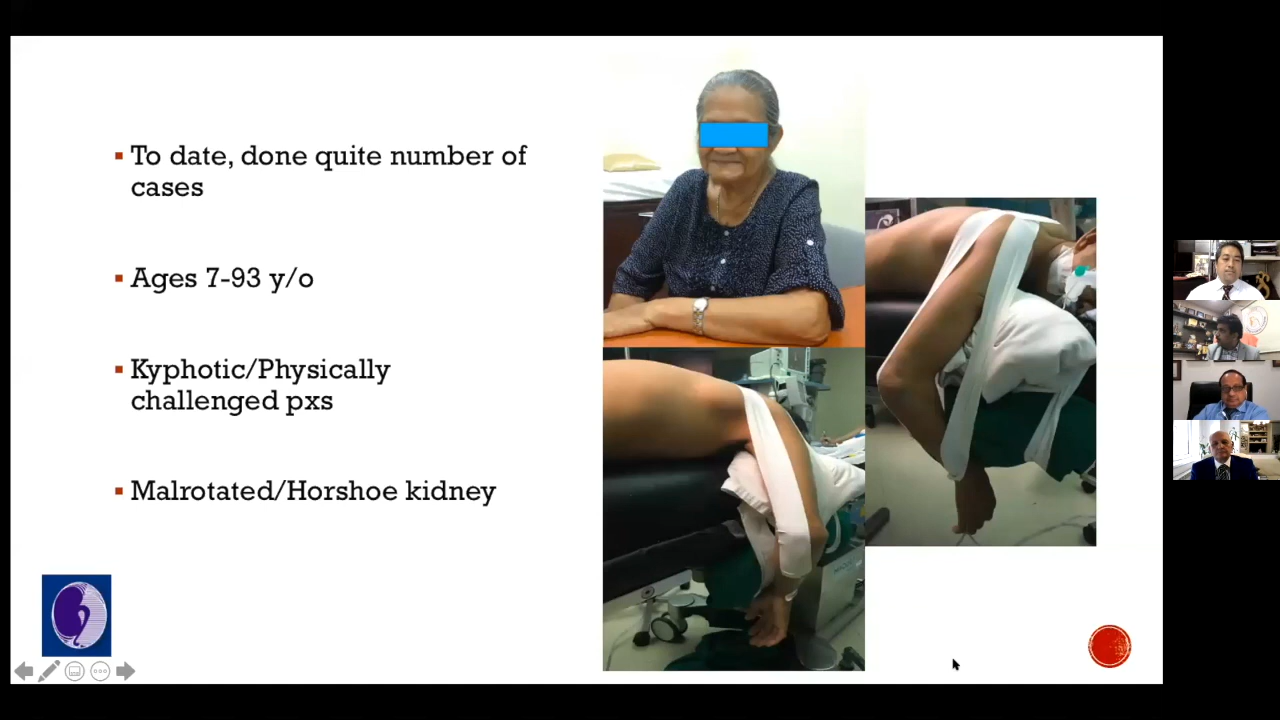 To date, done quite number of
cases
Ages 7-93 y/o
Kyphotic/Physically
challenged pxs
Malrotated/Horshoe kidney